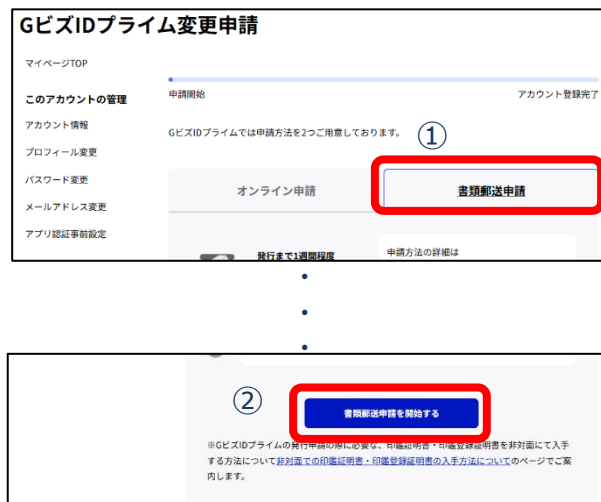 GビズIDプライム変更申請
マイページTOP
このアカウントの管理
アカウント情報
プロフィール変更
パスワード変更
メールアドレス変更
アプリ認証事前設定
申請開始
アカウント登録完了
GビズIDプライムでは申請方法を2つご用意しております。
①
オンライン申請
書類郵送申請
発行まで1週間程度
申請方法の詳細は
②
書類郵送申請を開始する
※GビズIDプライムの発行申請の際に必要な、印鑑証明書・印鑑登録証明書を非対面にて入手
する方法について非対面での印鑑証明書・印鑑登録証明書の入手方法についてのページでご案
内します。